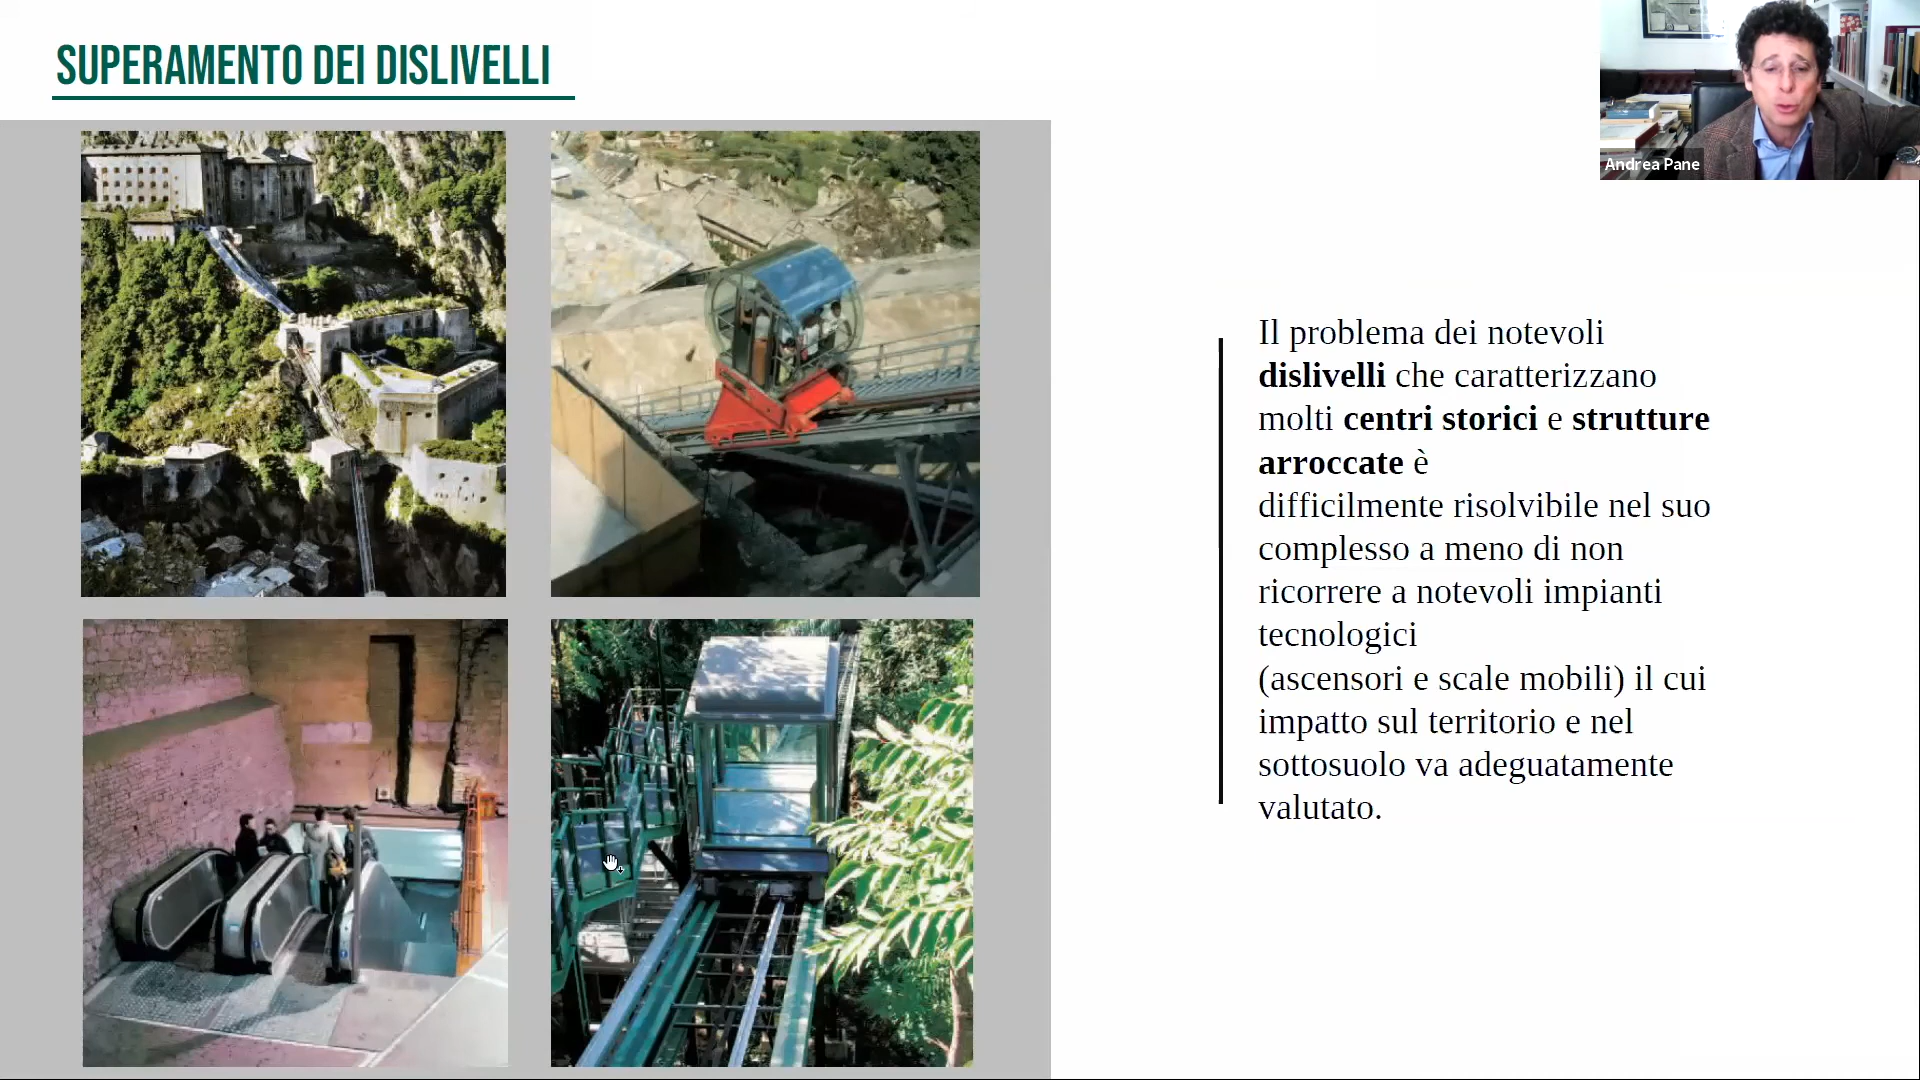 SUPERAMENTO DEI DISLIVELLI
Andrea Pane
Il problema dei notevoli
dislivelli che caratterizzano
molti centri storici e strutture
arroccate è
difficilmente risolvibile nel suo
complesso a meno di non
ricorrere a notevoli impianti
tecnologici
(ascensori e scale mobili) il cui
impatto sul territorio e nel
sottosuolo va adeguatamente
valutato.